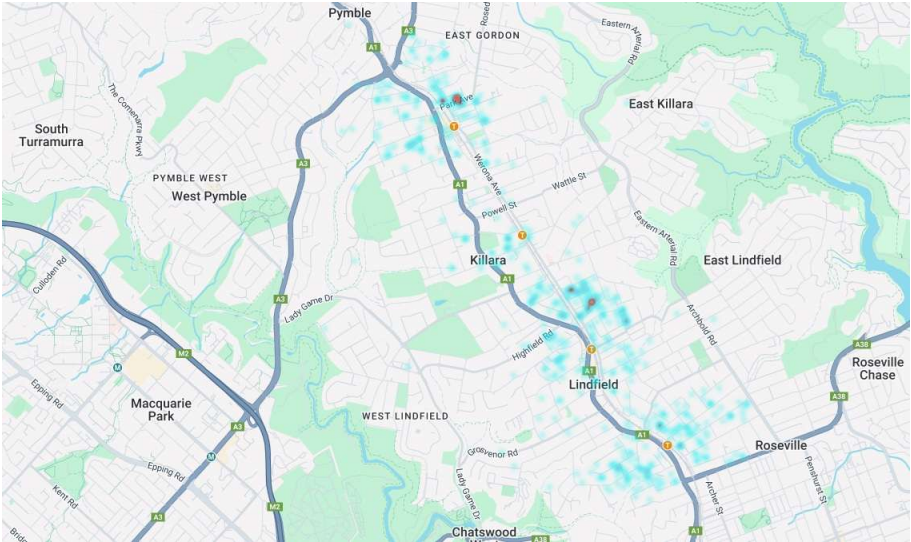 Pymble
A3
A1
EAST GORDON
Rosed
Eastern Arterial Rd
The Comenarra Pkwy
Park Ave
T
East Killara
South
Turramurra
A3
PYMBLE WEST
West Pymble
A1
Werona Ave
Wattle St
Powell St
T
Eastern Arterial Rd
Culloden Rd
Killara
East Lindfield
A1
A3
Lady Game Dr
Archbold Rd
M2
Highfield Rd
T
A38
M
A1
Roseville
Chase
Epping Rd
Lindfield
A38
Macquarie
Park
WEST LINDFIELD
A3
A1
T
Roseville
M
Grosvenor Rd
Epping Rd
Kent Rd
Lady Game Dr
Archer St
Penshurst St
M2
A3
Chatswood
A38
A1